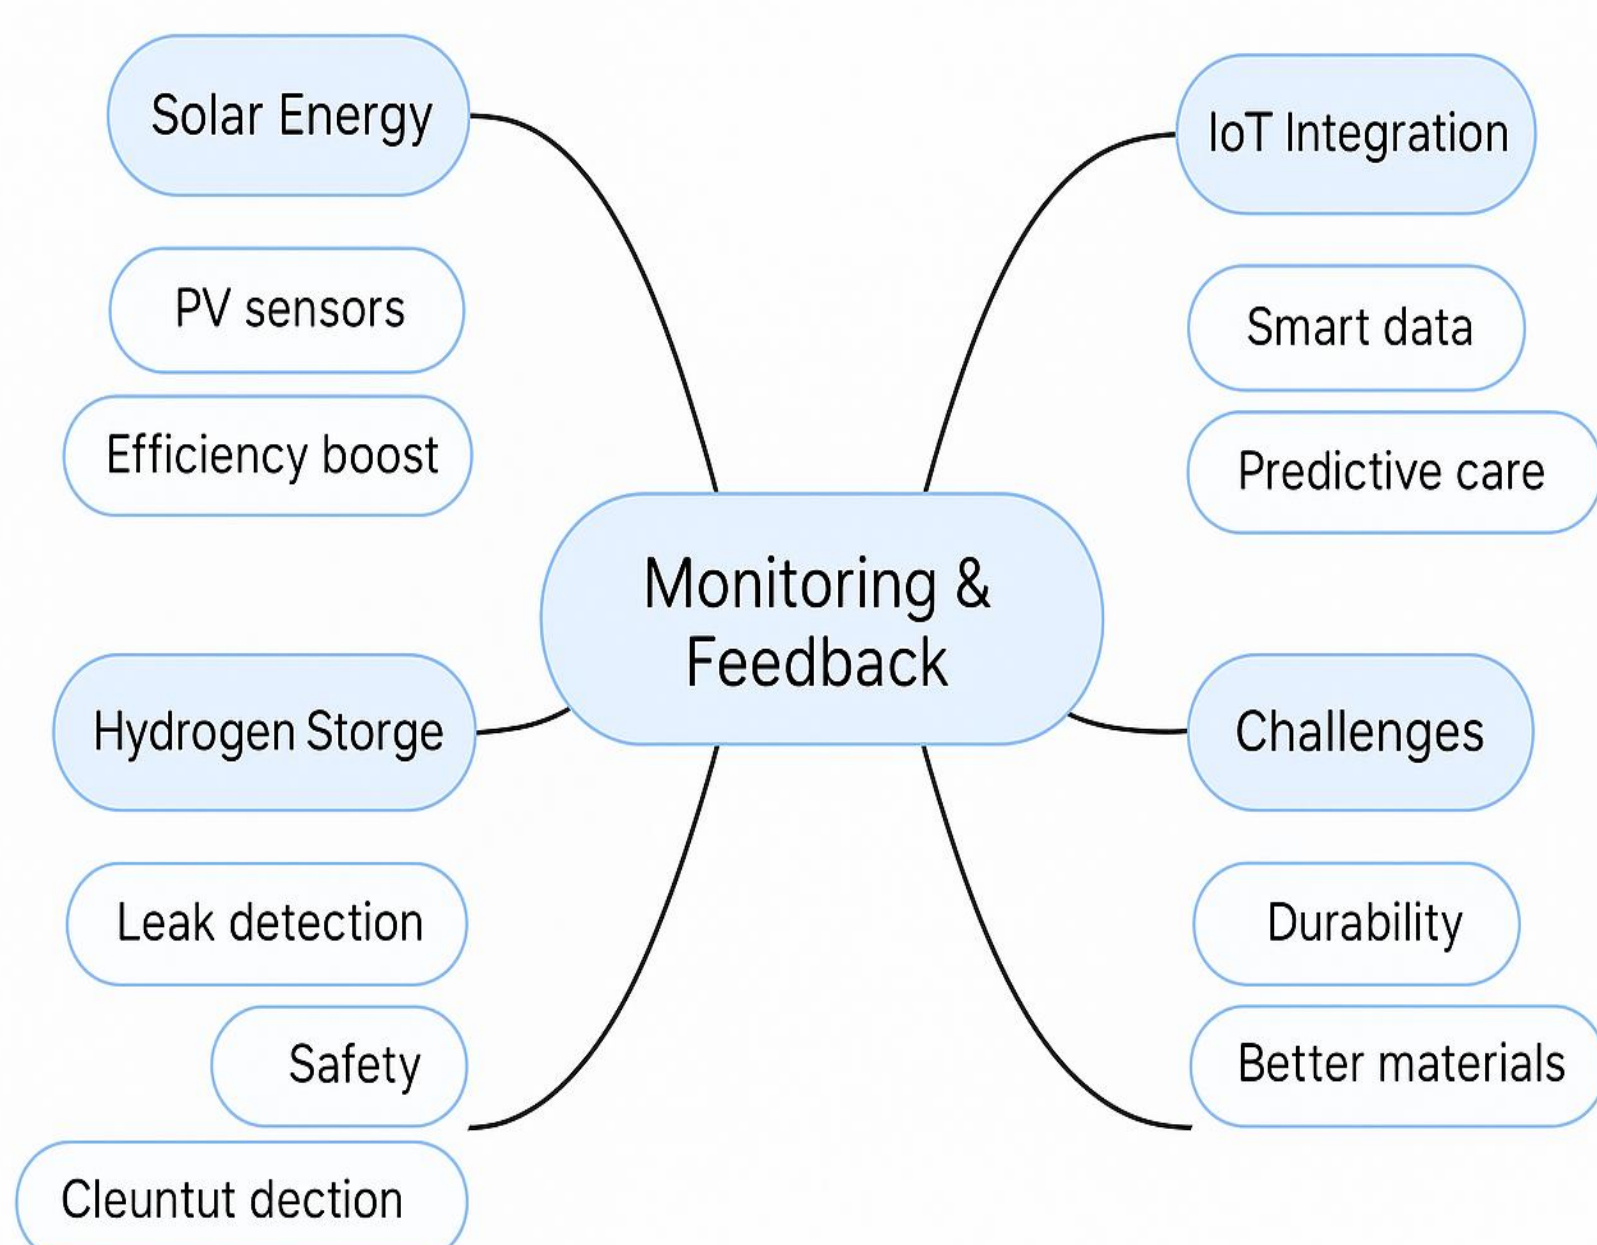 Solar Energy
PV sensors
Efficiency boost
Hydrogen Storge
Leak detection
Safety
Cleuntut dection
Monitoring &
Feedback
IoT Integration
Smart data
Predictive care
Challenges
Durability
Better materials